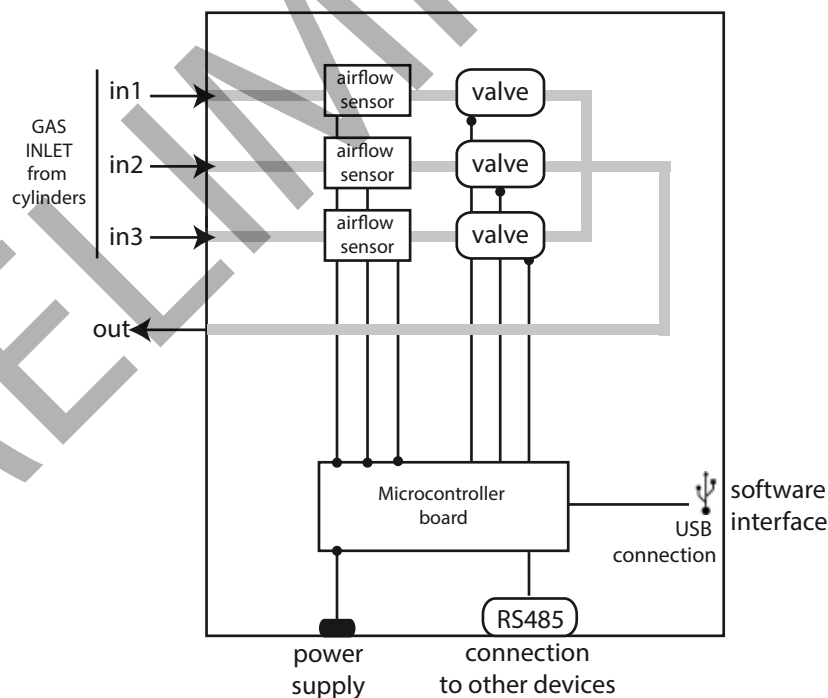 in1
GAS
INLET
from
cylinders
in2
in3
out
airflow
sensor
valve
airflow
sensor
valve
airflow
sensor
valve
Microcontroller
board
USB
connection
software
interface
RS485
power
supply
connection
to other devices